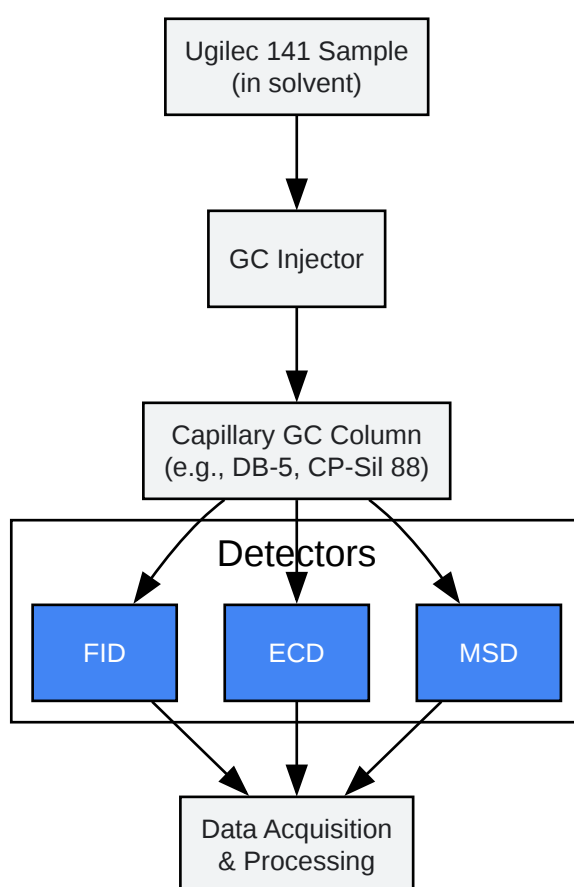 Ugilec 141 Sample
(in solvent)
GC Injector
Capillary GC Column
(e.g., DB-5, CP-Sil 88)
Detectors
FID
ECD
MSD
Data Acquisition
& Processing